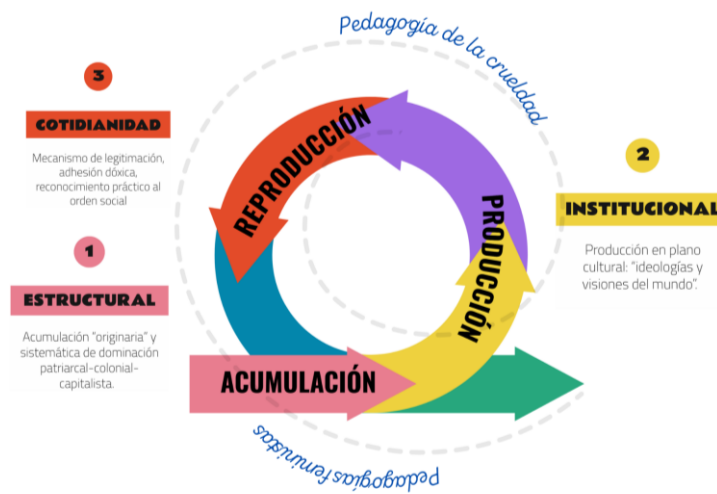 Pedagogía de la crueldad
3
COTIDIANIDAD
Mecanismo de legitimación,
adhesión dóxica,
reconocimiento práctico al
orden social
1
ESTRUCTURAL
Acumulación "originaria" y
sistemática de dominación
patriarcal-colonial-
capitalista.
REPRODUCCIÓN
PRODUCCIÓN
ACUMULACIÓN
2
INSTITUCIONAL
Producción en plano
cultural: "ideologías y
visiones del mundo".
Pedagogías feministas